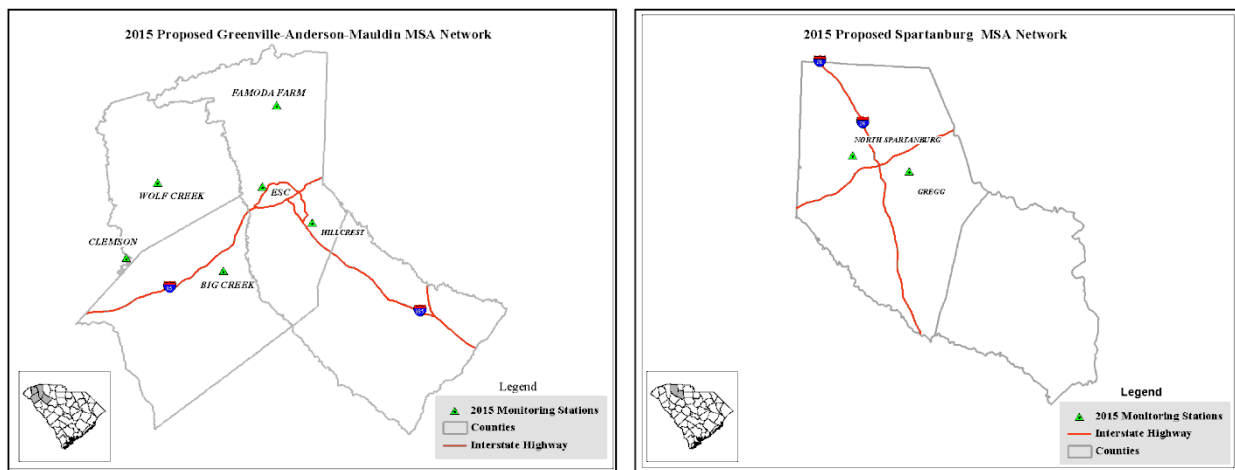 2015 Proposed Greenville-Anderson-Mauldin MSA Network
FAMODA FARM
WOLF CREEK
ESC
HILLCREST
CLEMSON
BIG CREEK
Legend
2015 Monitoring Stations
Counties
Interstate Highway
2015 Proposed Spartanburg MSA Network
NORTH SPARTANBURG
GREGG
Legend
2015 Monitoring Stations
Interstate Highway
Counties